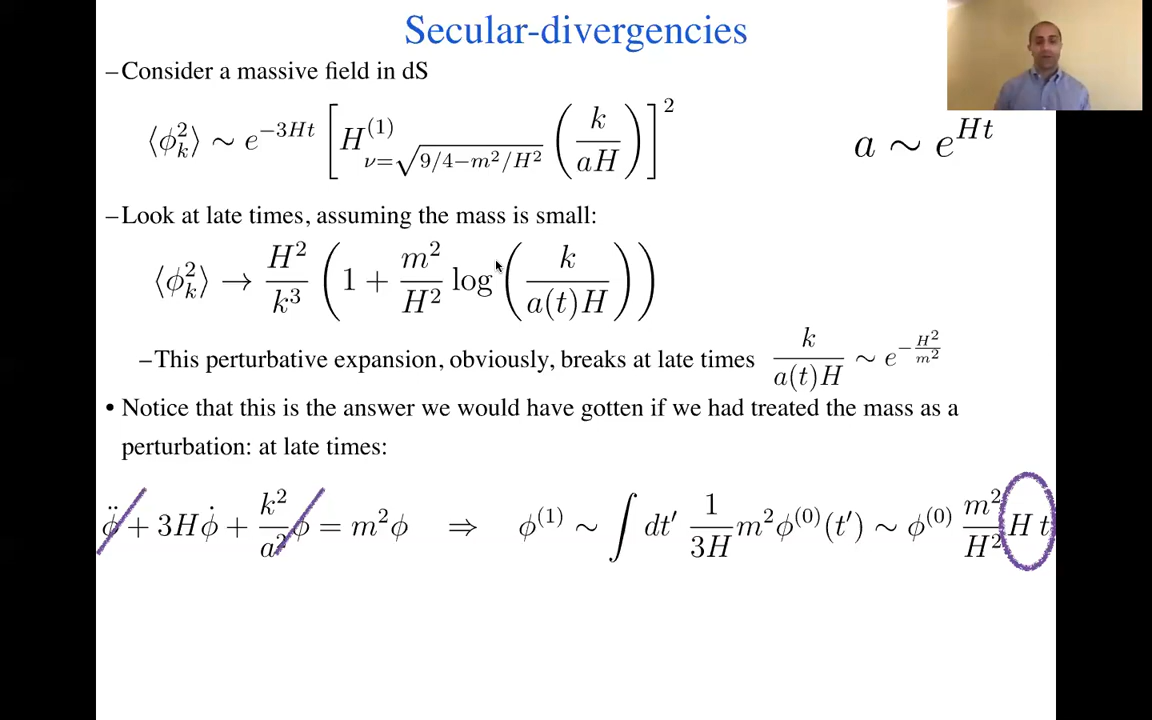 Secular-divergencies
– Consider a massive field in dS
⟨ϕ_k^2⟩ ∼ e^{−3Ht} [ H^{(1)}_{ν=√(9/4−m^2/H^2)} ( k / aH ) ]^2
a ∼ e^{Ht}
– Look at late times, assuming the mass is small:
⟨ϕ_k^2⟩ → H^2 / k^3 ( 1 + m^2 / H^2 log ( k / a(t)H ) )
– This perturbative expansion, obviously, breaks at late times k / a(t)H ∼ e^{−H^2/m^2}
• Notice that this is the answer we would have gotten if we had treated the mass as a
perturbation: at late times:
ϕ̈ + 3Hϕ̇ + k^2 / a^2 ϕ = m^2 ϕ ⇒ ϕ^{(1)} ∼ ∫ dt′ 1 / 3H m^2 ϕ^{(0)}(t′) ∼ ϕ^{(0)} m^2 / H^2 H t